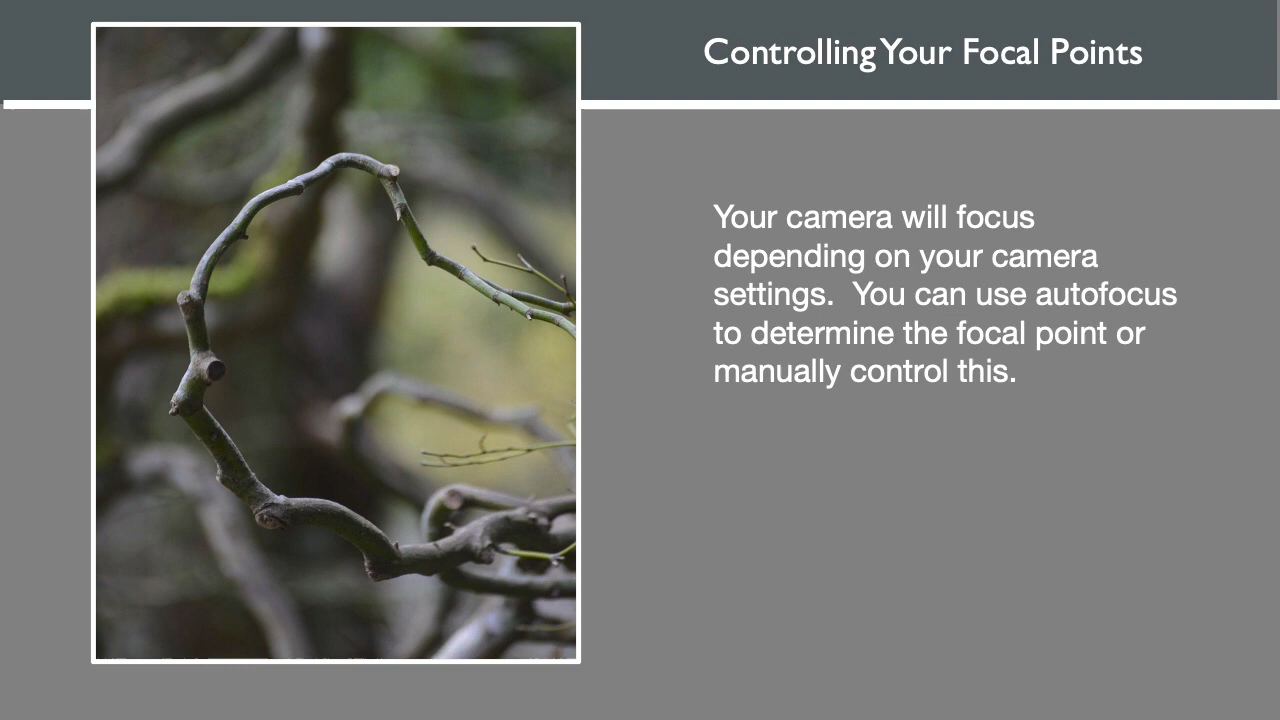 Controlling Your Focal Points
Your camera will focus
depending on your camera
settings.  You can use autofocus
to determine the focal point or
manually control this.